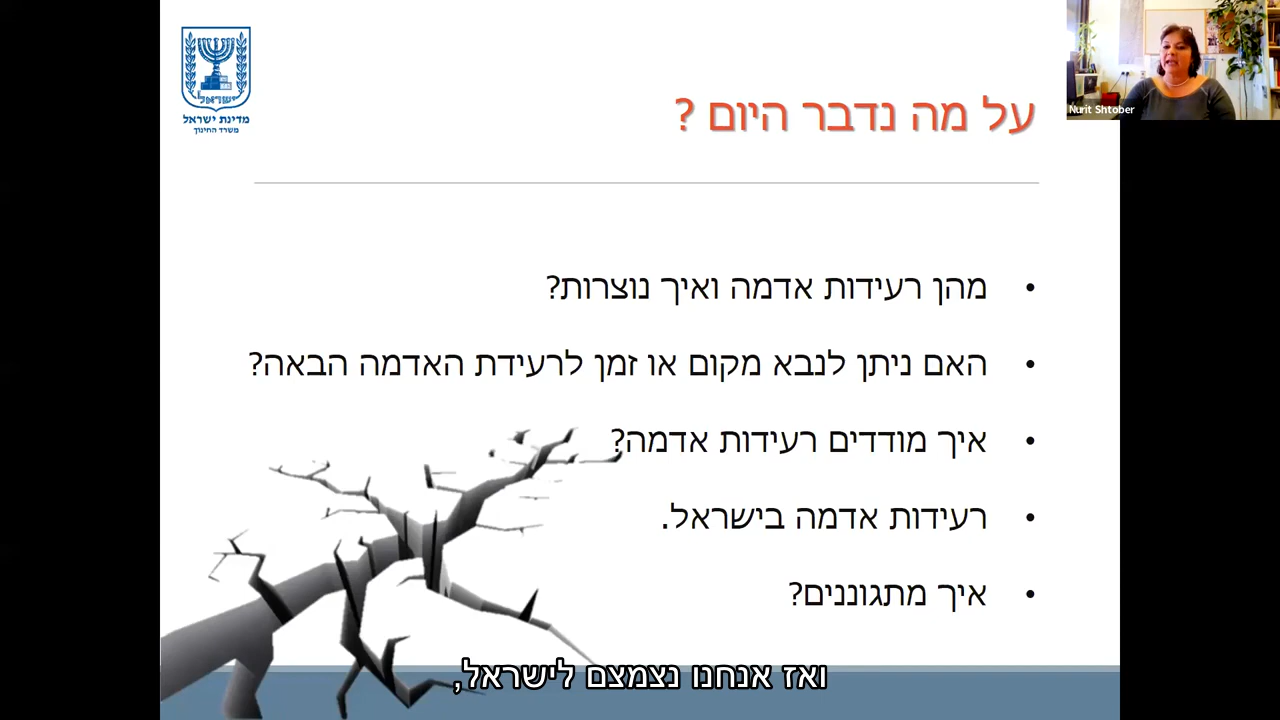 ישראל
מדינת ישראל
משרד החינוך
Nurit Shtober
על מה נדבר היום ?
• מהן רעידות אדמה ואיך נוצרות?
• האם ניתן לנבא מקום או זמן לרעידת האדמה הבאה?
• איך מודדים רעידות אדמה?
• רעידות אדמה בישראל.
• איך מתגוננים?
ואז אנחנו נצמצם לישראל,